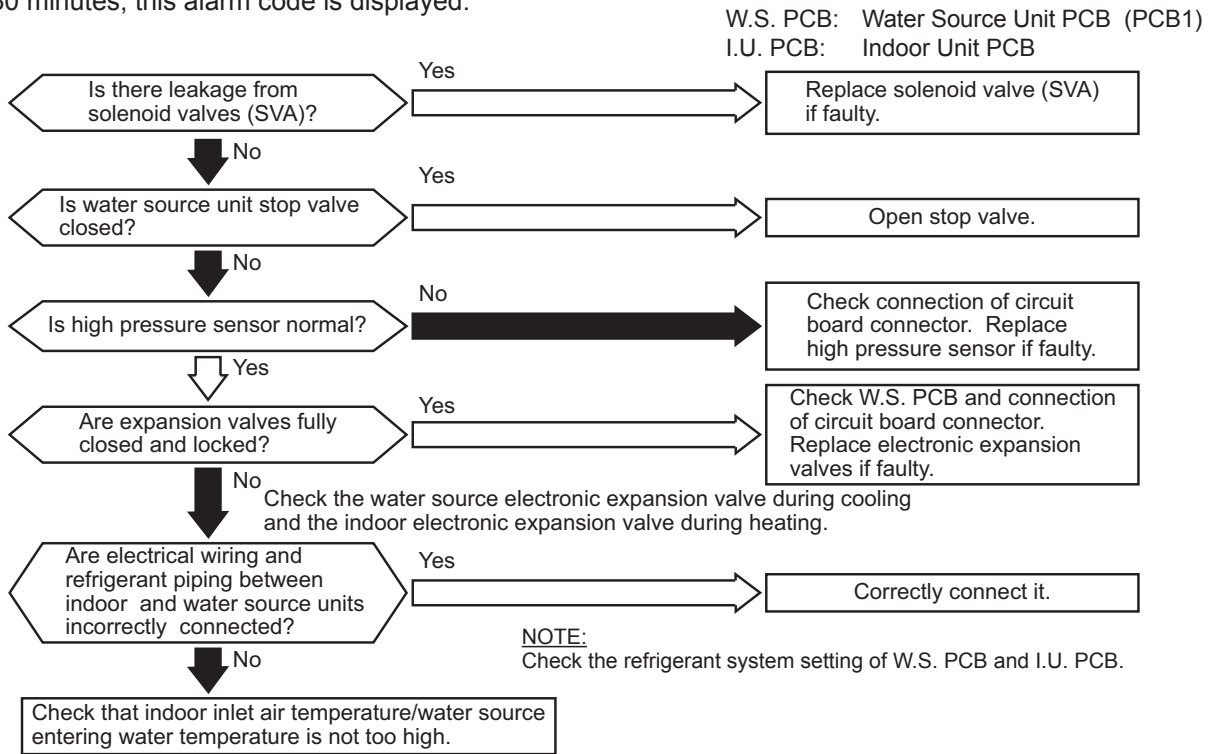 30 minutes, this alarm code is displayed.
W.S. PCB: Water Source Unit PCB (PCB1)
I.U. PCB: Indoor Unit PCB
Is there leakage from
solenoid valves (SVA)?
Yes
Replace solenoid valve (SVA)
if faulty.
No
Is water source unit stop valve
closed?
Yes
Open stop valve.
No
Is high pressure sensor normal?
No
Check connection of circuit
board connector. Replace
high pressure sensor if faulty.
Yes
Are expansion valves fully
closed and locked?
Yes
Check W.S. PCB and connection
of circuit board connector.
Replace electronic expansion
valves if faulty.
No
Check the water source electronic expansion valve during cooling
and the indoor electronic expansion valve during heating.
Are electrical wiring and
refrigerant piping between
indoor and water source units
incorrectly connected?
Yes
Correctly connect it.
NOTE:
Check the refrigerant system setting of W.S. PCB and I.U. PCB.
No
Check that indoor inlet air temperature/water source
entering water temperature is not too high.